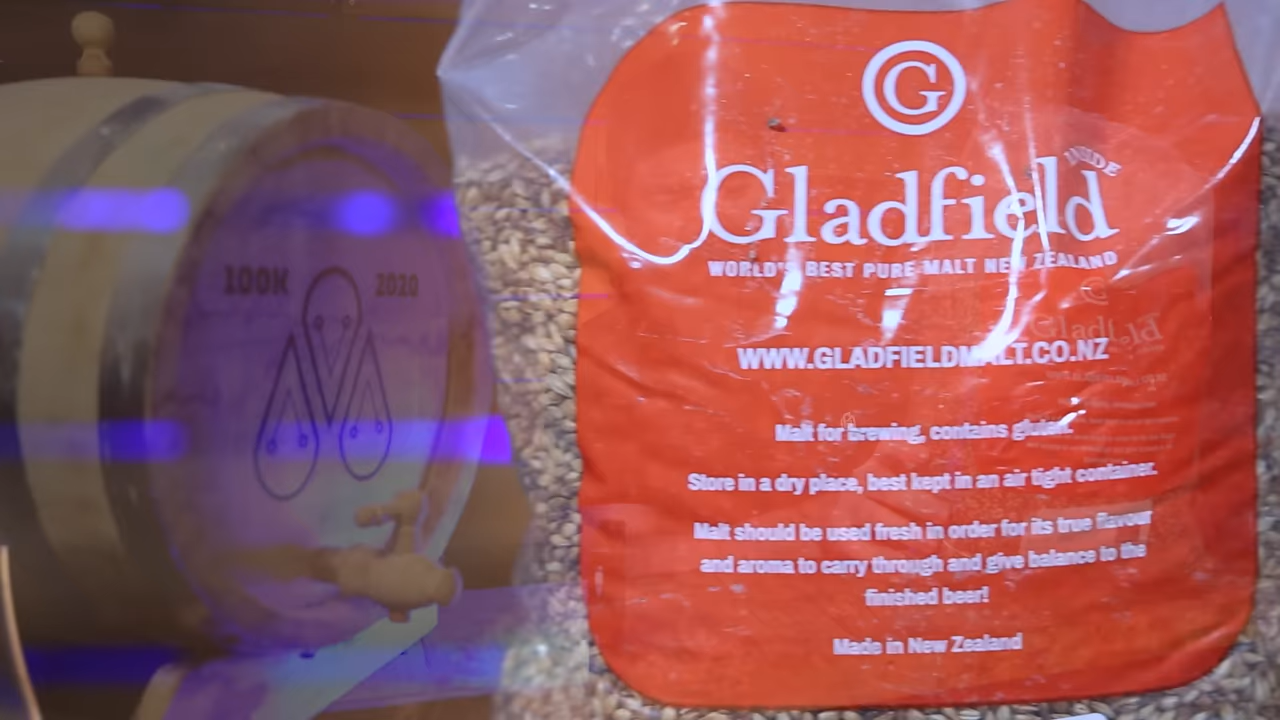 100K 2020
G
INSIDE
Gladfield
WORLD'S BEST PURE MALT NEW ZEALAND
WWW.GLADFIELDMALT.CO.NZ
Gladfield
Malt for brewing, contains gluten.
Store in a dry place, best kept in an air tight container.
Malt should be used fresh in order for its true flavour
and aroma to carry through and give balance to the
finished beer!
Made in New Zealand